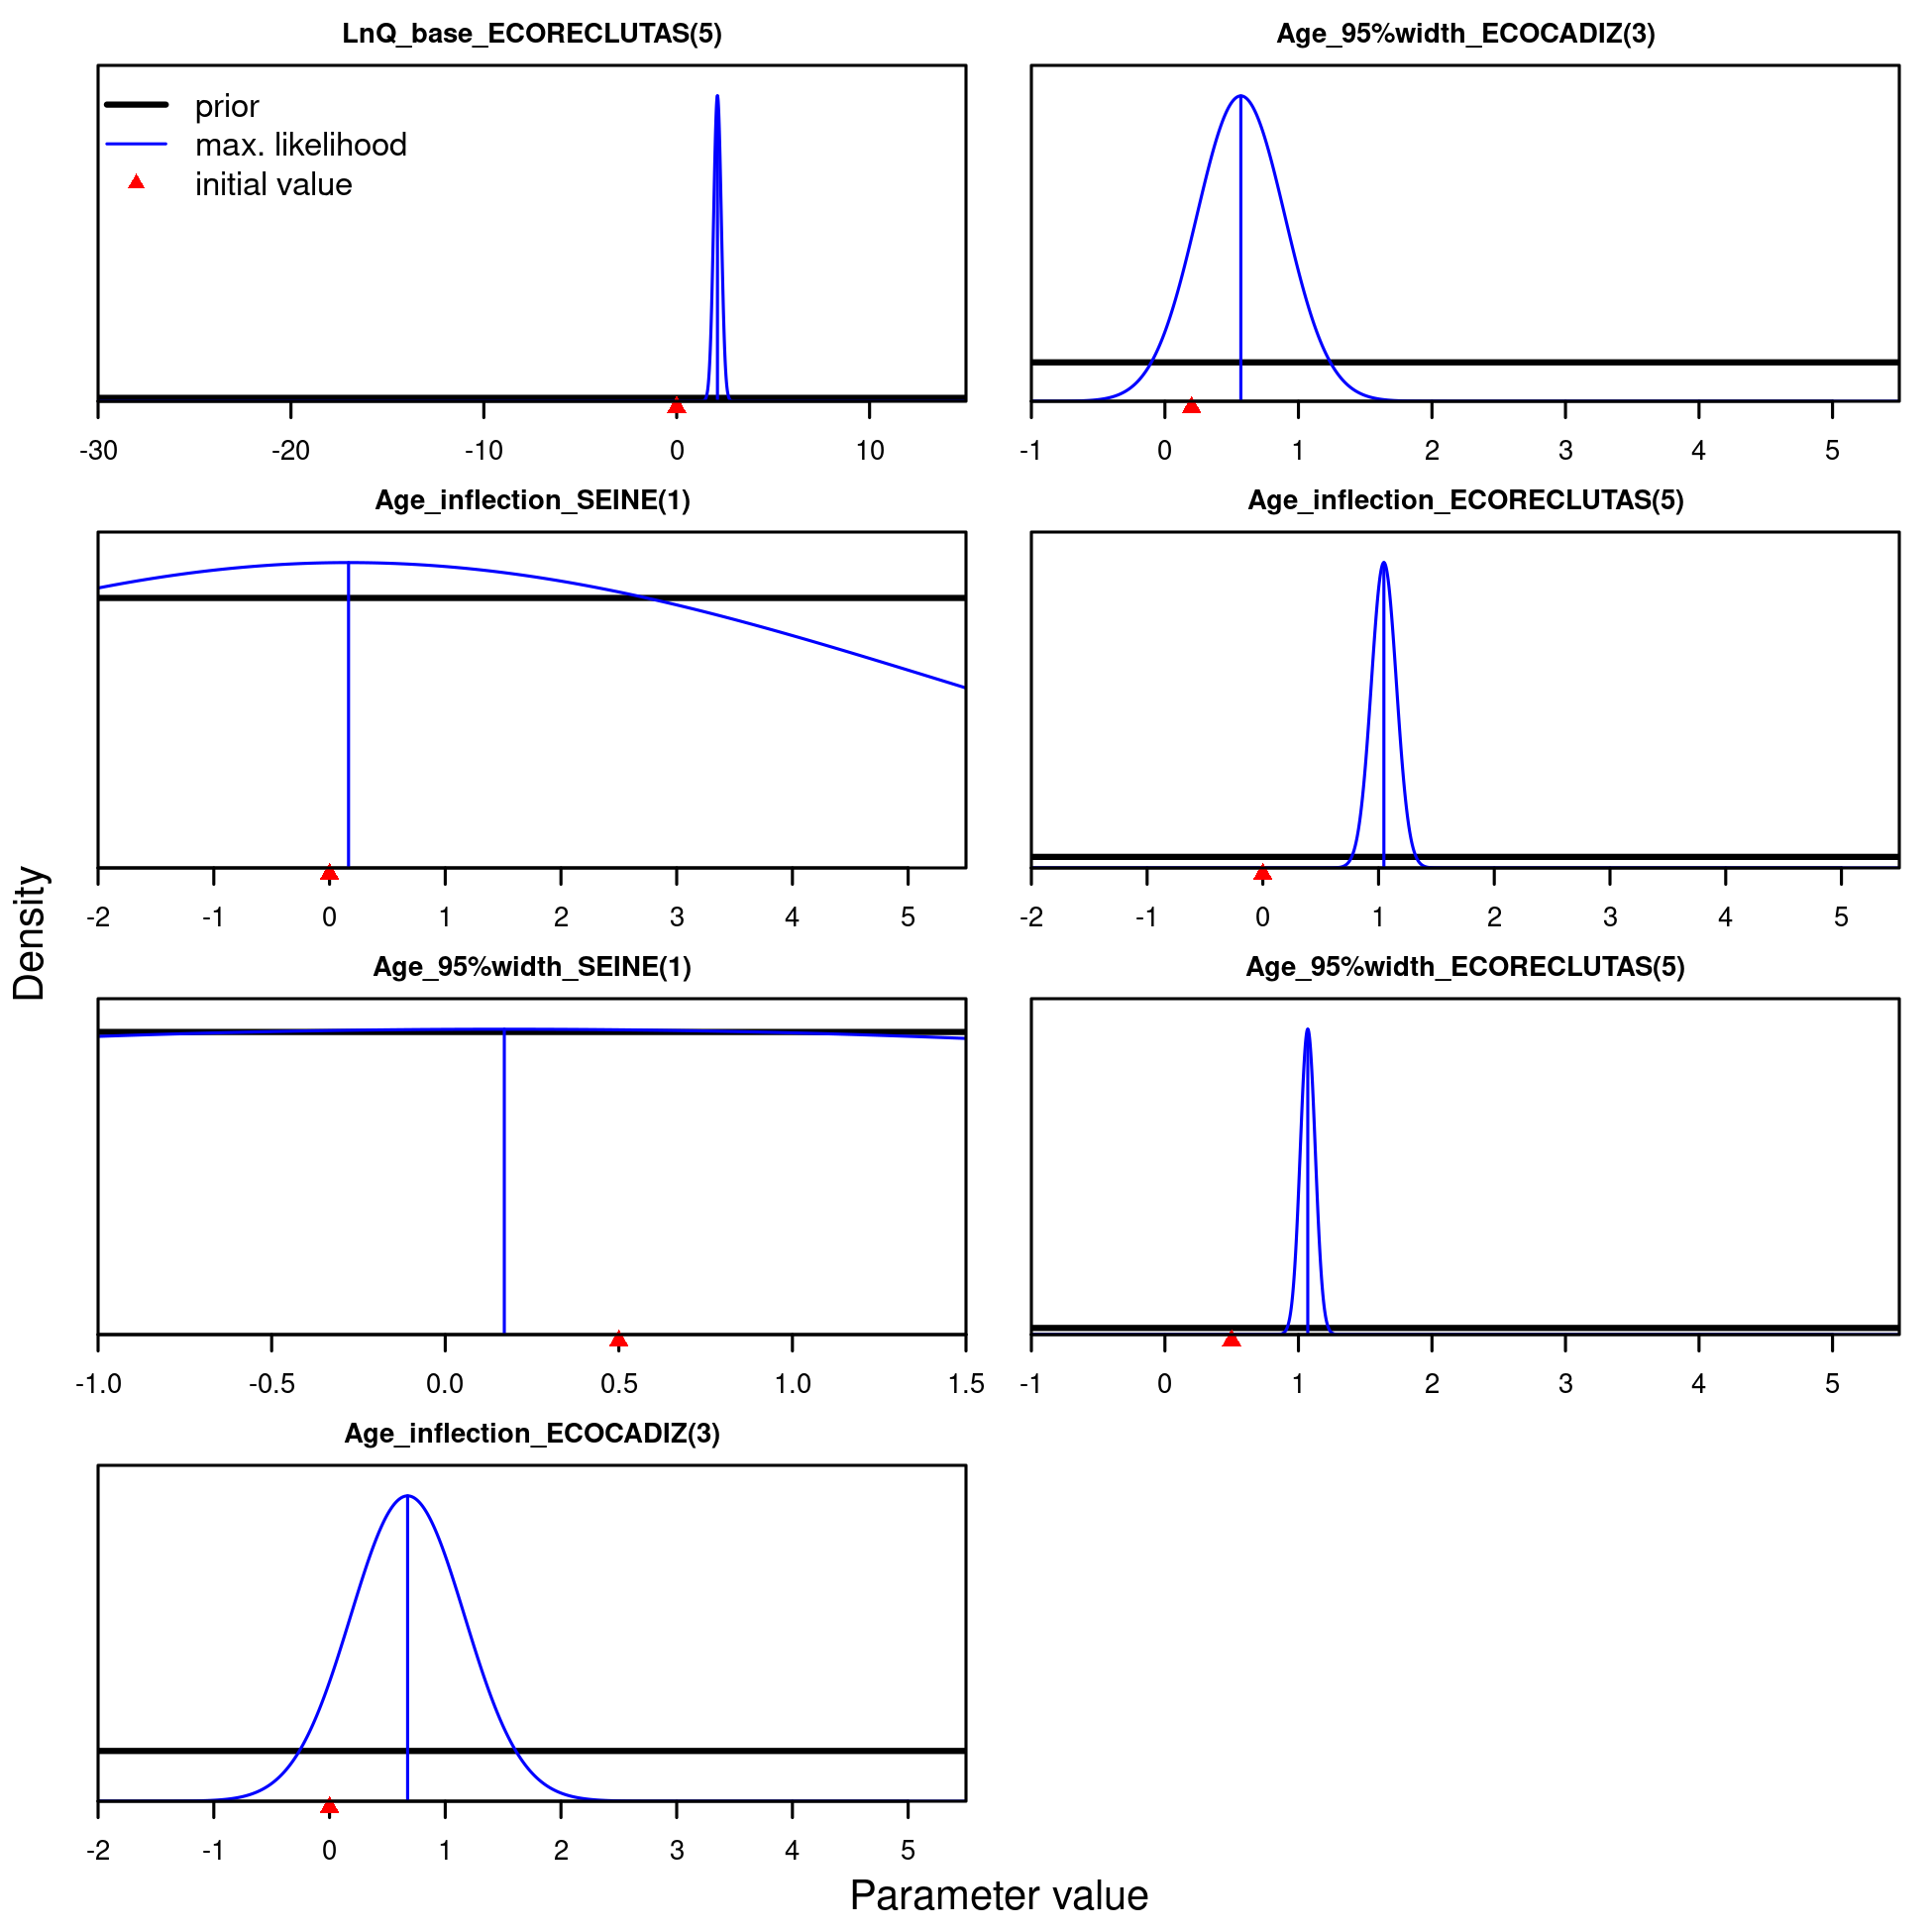 LnQ_base_ECORECLUTAS(5)
prior
max. likelihood
initial value
-30 -20 -10 0 10
Age_95%width_ECOCADIZ(3)
-1 0 1 2 3 4 5
Age_inflection_SEINE(1)
-2 -1 0 1 2 3 4 5
Age_inflection_ECORECLUTAS(5)
-2 -1 0 1 2 3 4 5
Age_95%width_SEINE(1)
-1.0 -0.5 0.0 0.5 1.0 1.5
Age_95%width_ECORECLUTAS(5)
-1 0 1 2 3 4 5
Age_inflection_ECOCADIZ(3)
-2 -1 0 1 2 3 4 5
Density
Parameter value